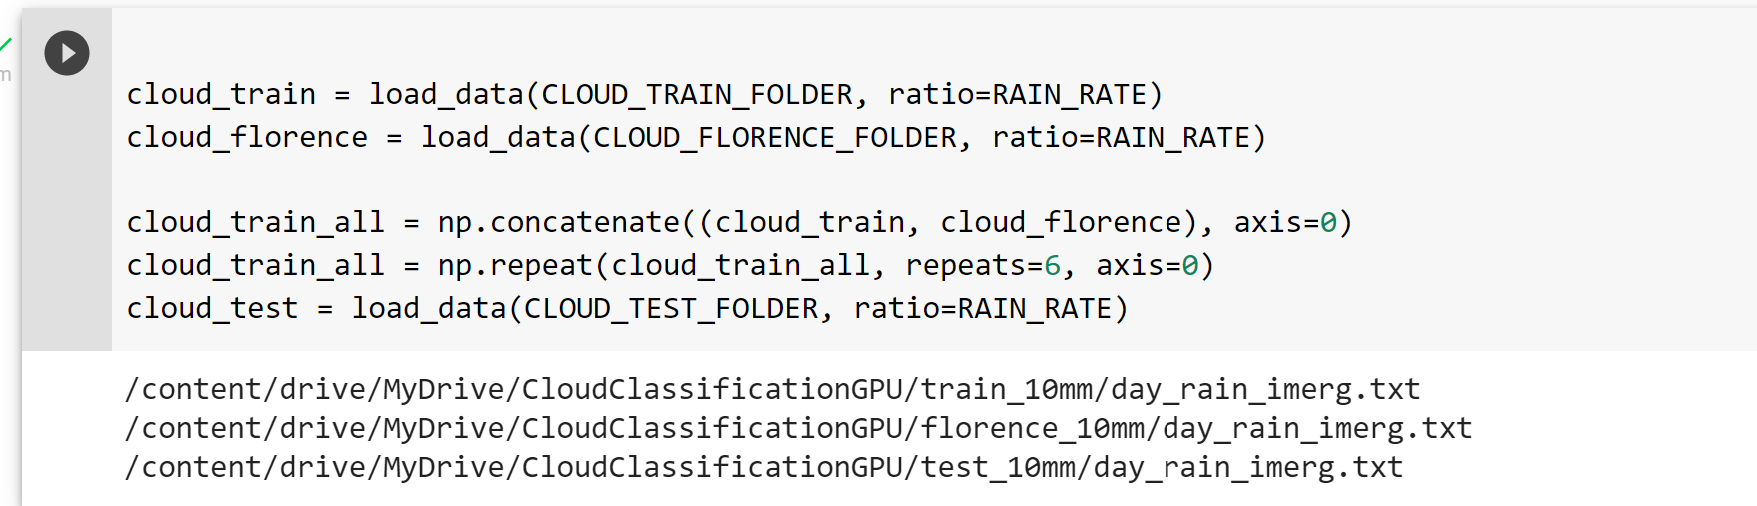 m
cloud_train = load_data(CLOUD_TRAIN_FOLDER, ratio=RAIN_RATE)
cloud_florence = load_data(CLOUD_FLORENCE_FOLDER, ratio=RAIN_RATE)
cloud_train_all = np.concatenate((cloud_train, cloud_florence), axis=0)
cloud_train_all = np.repeat(cloud_train_all, repeats=6, axis=0)
cloud_test = load_data(CLOUD_TEST_FOLDER, ratio=RAIN_RATE)
/content/drive/MyDrive/CloudClassificationGPU/train_10mm/day_rain_imerg.txt
/content/drive/MyDrive/CloudClassificationGPU/florence_10mm/day_rain_imerg.txt
/content/drive/MyDrive/CloudClassificationGPU/test_10mm/day_rain_imerg.txt